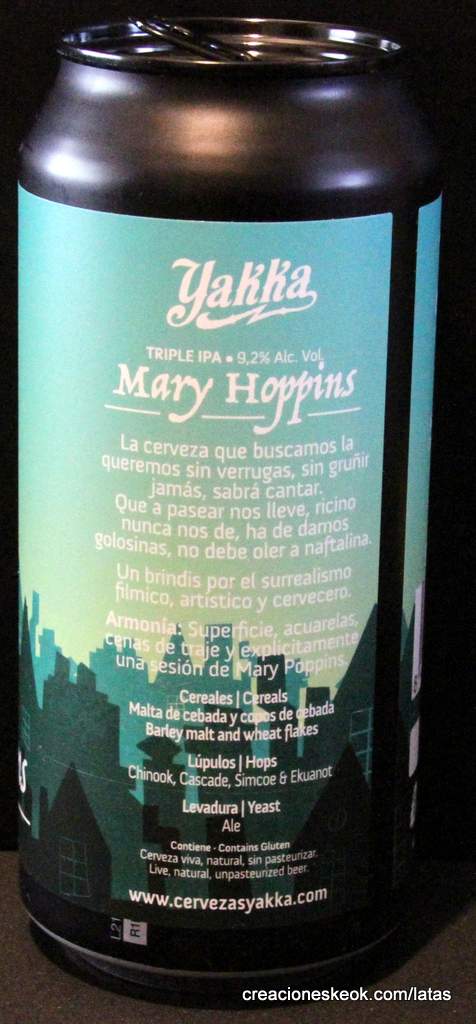 Yakka
TRIPLE IPA • 9,2% Alc. Vol.
Mary Hoppins
La cerveza que buscamos la
queremos sin verrugas, sin gruñir
jamás, sabrá cantar.
Que a pasear nos lleve, ricino
nunca nos de, ha de darnos
golosinas, no debe oler a naftalina.
Un brindis por el surrealismo
fílmico, artístico y cervecero.
Armonía: Superficie, acuarelas,
cenas de traje y explícitamente
una sesión de Mary Poppins.
Cereales | Cereals
Malta de cebada y copos de cebada
Barley malt and wheat flakes
Lúpulos | Hops
Chinook, Cascade, Simcoe & Ekuanot
Levadura | Yeast
Ale
Contiene - Contains Gluten
Cerveza viva, natural, sin pasteurizar.
Live, natural, unpasteurized beer.
www.cervezasyakka.com
L21
R1
creacioneskeok.com/latas